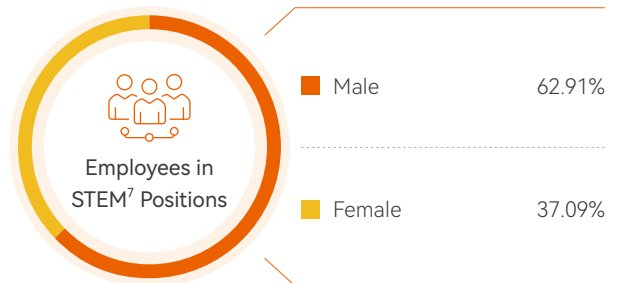 Employees in
STEM7 Positions
Male 62.91%
Female 37.09%